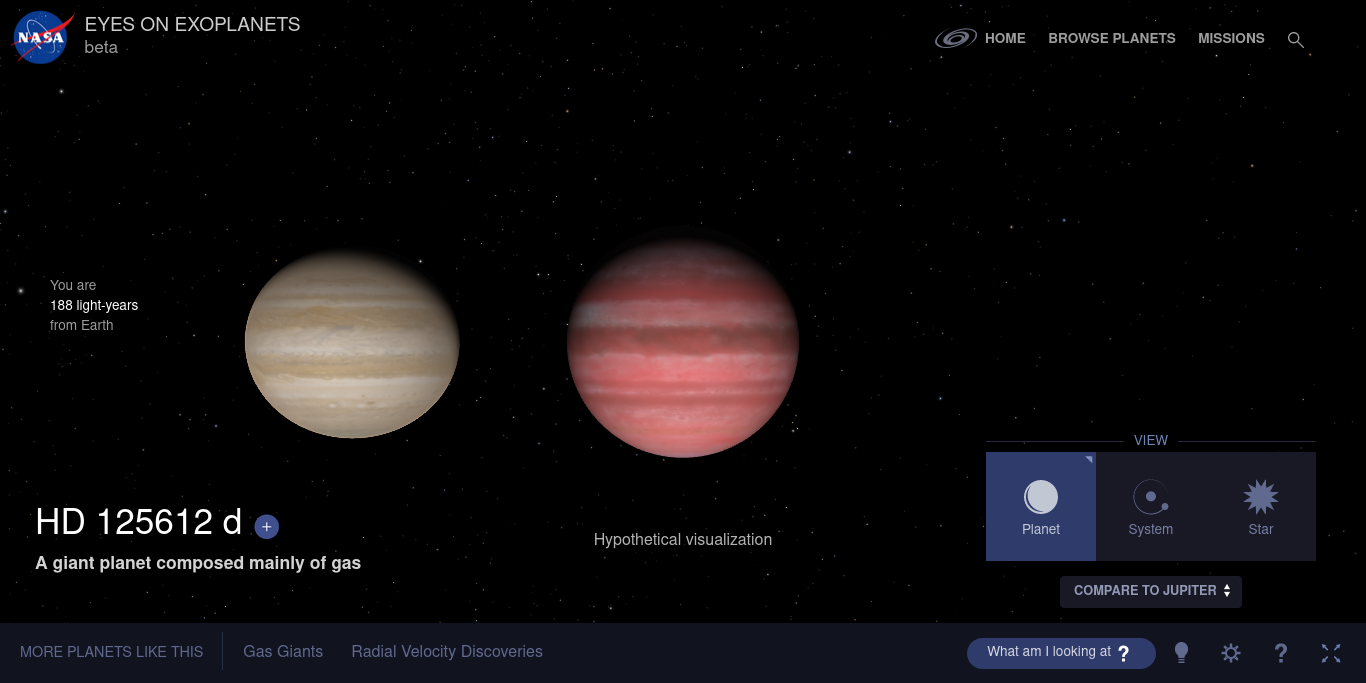 NASA
EYES ON EXOPLANETS
beta
HOME
BROWSE PLANETS
MISSIONS
You are
188 light-years
from Earth
HD 125612 d +
A giant planet composed mainly of gas
Hypothetical visualization
VIEW
Planet
System
Star
COMPARE TO JUPITER
MORE PLANETS LIKE THIS
Gas Giants
Radial Velocity Discoveries
What am I looking at ?
?